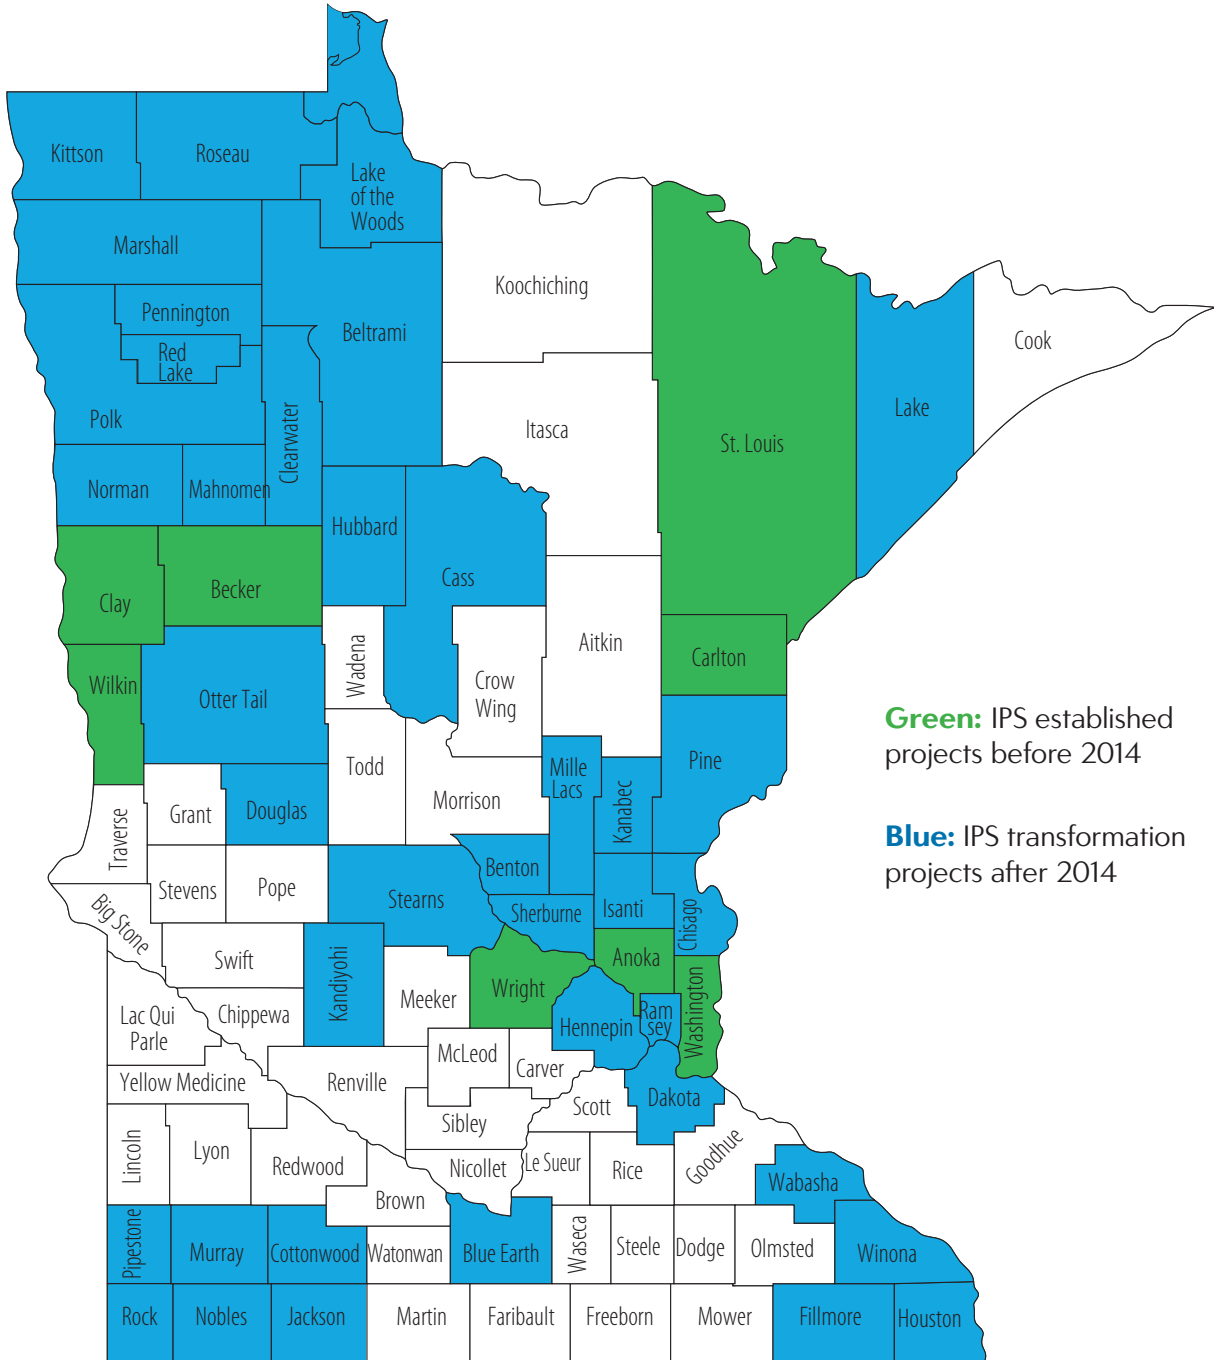 Kittson
Roseau
Lake
of the
Woods
Marshall
Koochiching
Pennington
Beltrami
Cook
Red
Lake
Lake
Polk
Itasca
St. Louis
Clearwater
Norman
Mahnomen
Hubbard
Cass
Becker
Clay
Aitkin
Carlton
Wadena
Wilkin
Otter Tail
Crow
Wing
Green: IPS established
projects before 2014
Pine
Todd
Mille
Lacs
Morrison
Kanabec
Grant
Douglas
Traverse
Blue: IPS transformation
projects after 2014
Benton
Stevens
Pope
Stearns
Sherburne
Isanti
Chisago
Big Stone
Swift
Kandiyohi
Anoka
Wright
Meeker
Washington
Lac Qui
Parle
Chippewa
Ram
sey
Hennepin
McLeod
Carver
Yellow Medicine
Renville
Dakota
Scott
Sibley
Lincoln
Lyon
Redwood
Nicollet
Le Sueur
Rice
Goodhue
Wabasha
Brown
Pipestone
Murray
Cottonwood
Watonwan
Blue Earth
Waseca
Steele
Dodge
Olmsted
Winona
Rock
Nobles
Jackson
Martin
Faribault
Freeborn
Mower
Fillmore
Houston